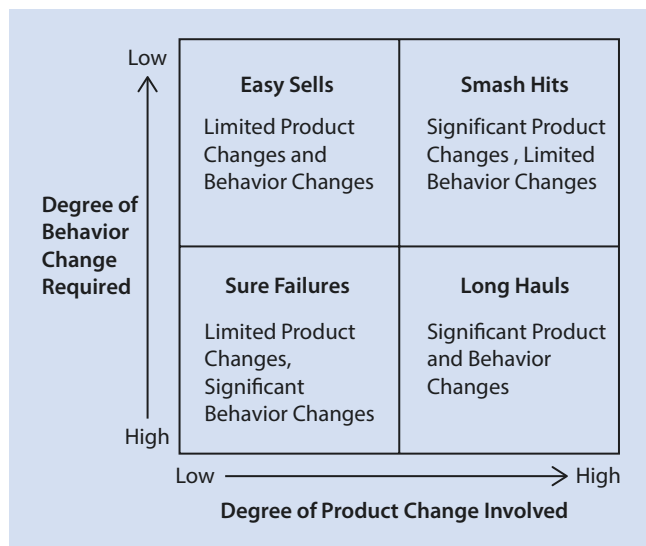 Low
Easy Sells
Limited Product
Changes and
Behavior Changes
Smash Hits
Significant Product
Changes , Limited
Behavior Changes
Degree of
Behavior
Change
Required
Sure Failures
Limited Product
Changes,
Significant
Behavior Changes
Long Hauls
Significant Product
and Behavior
Changes
High
Low
High
Degree of Product Change Involved